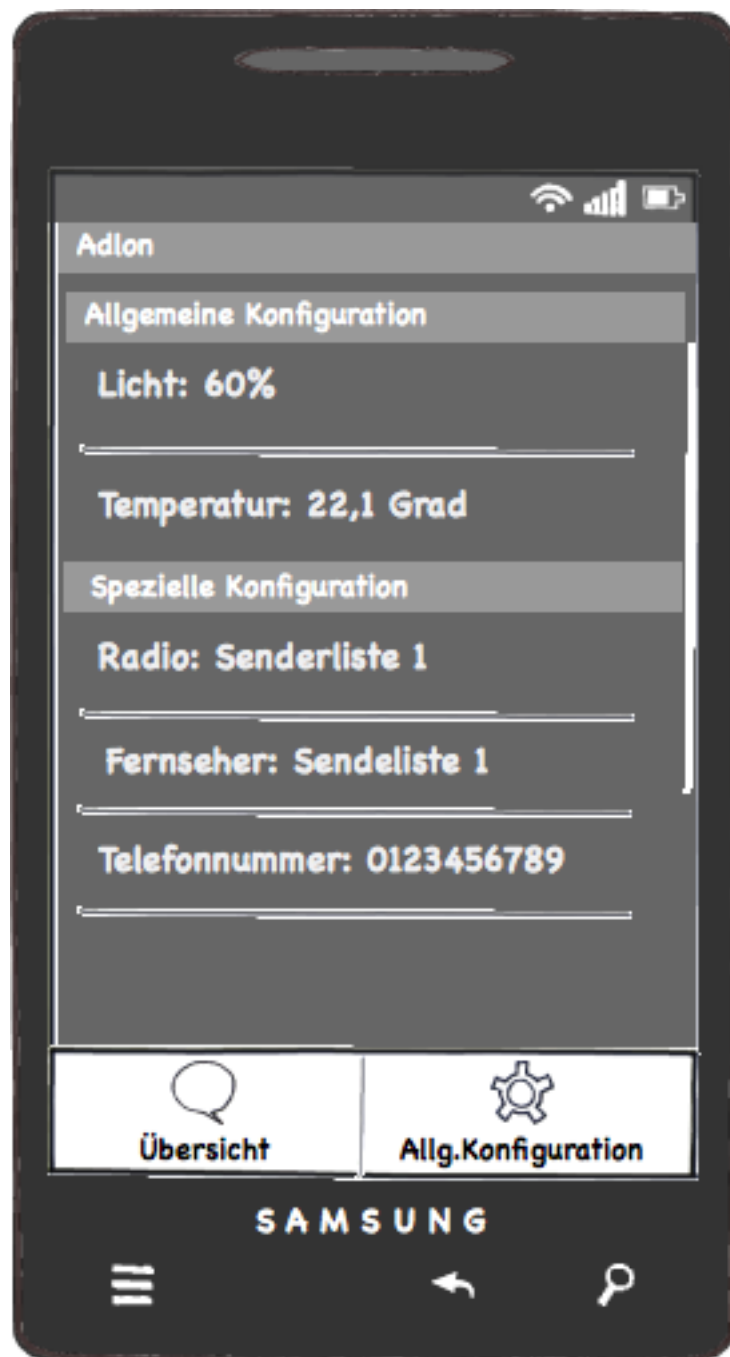 Adlon
Allgemeine Konfiguration
Licht: 60%
Temperatur: 22,1 Grad
Spezielle Konfiguration
Radio: Senderliste 1
Fernseher: Sendeliste 1
Telefonnummer: 0123456789
Übersicht
Allg.Konfiguration
SAMSUNG